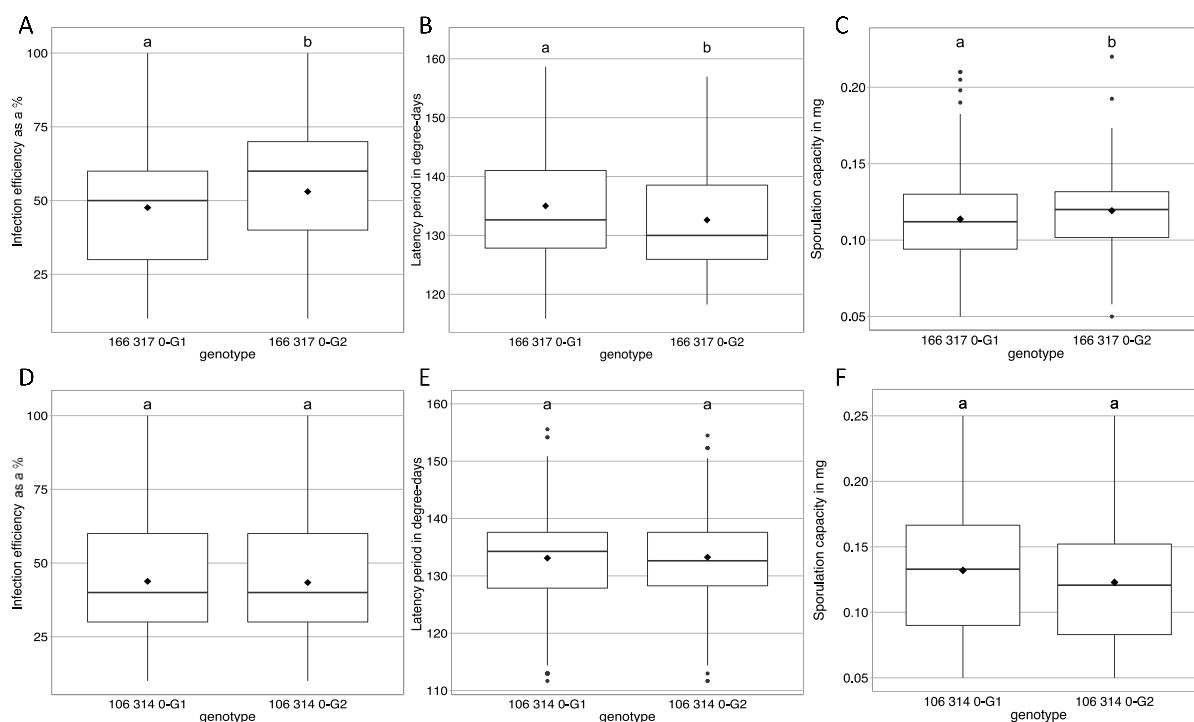 A
Infection efficiency as a %
a b
100
75
50
25
166 317 0-G1 166 317 0-G2
genotype
B
Latency period in degree-days
a b
160
150
140
130
120
166 317 0-G1 166 317 0-G2
genotype
C
Sporulation capacity in mg
a b
0.20
0.15
0.10
0.05
166 317 0-G1 166 317 0-G2
genotype
D
Infection efficiency as a %
a a
100
75
50
25
106 314 0-G1 106 314 0-G2
genotype
E
Latency period in degree-days
a a
160
150
140
130
120
110
106 314 0-G1 106 314 0-G2
genotype
F
Sporulation capacity in mg
a a
0.25
0.20
0.15
0.10
0.05
106 314 0-G1 106 314 0-G2
genotype